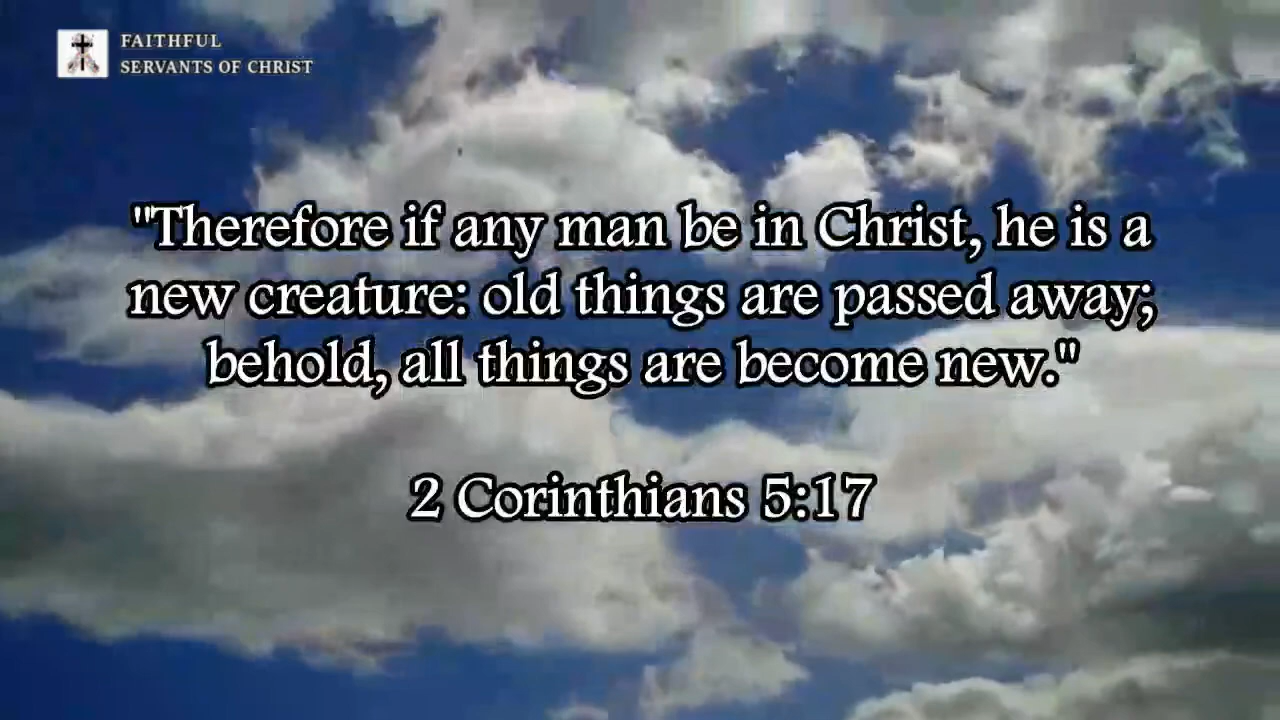 FAITHFUL
SERVANTS OF CHRIST
"Therefore if any man be in Christ, he is a
new creature: old things are passed away;
behold, all things are become new."
2 Corinthians 5:17